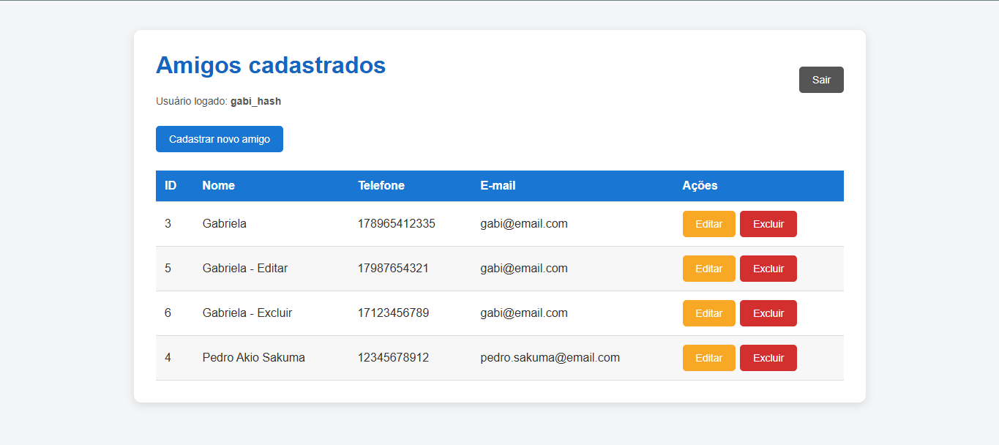 Amigos cadastrados
Sair
Usuário logado: gabi_hash
Cadastrar novo amigo
ID Nome Telefone E-mail Ações
3 Gabriela 178965412335 gabi@email.com Editar Excluir
5 Gabriela - Editar 17987654321 gabi@email.com Editar Excluir
6 Gabriela - Excluir 17123456789 gabi@email.com Editar Excluir
4 Pedro Akio Sakuma 12345678912 pedro.sakuma@email.com Editar Excluir